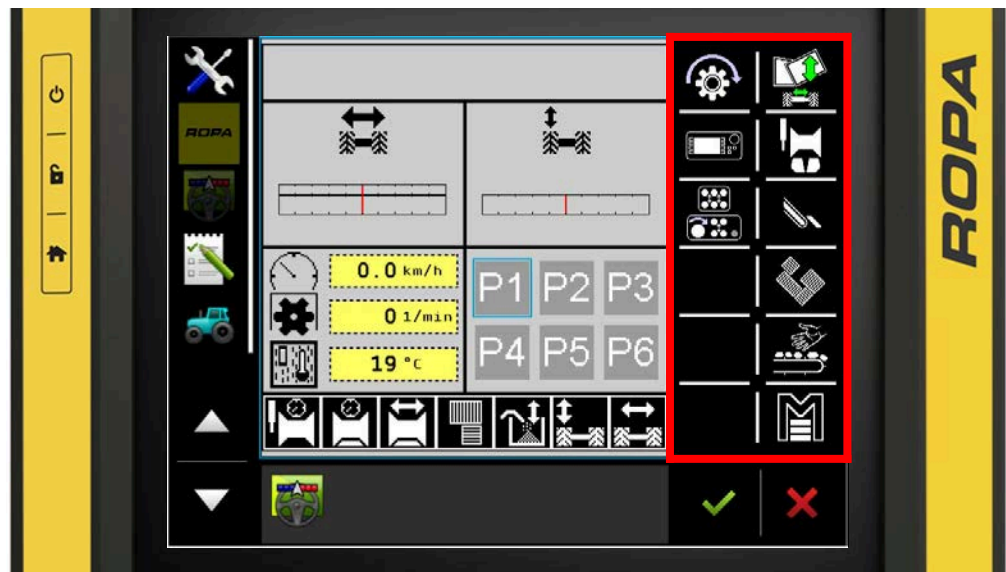 ROPA
0.0 km/h
0 1/min
19 °C
P1 P2 P3
P4 P5 P6
ROPA